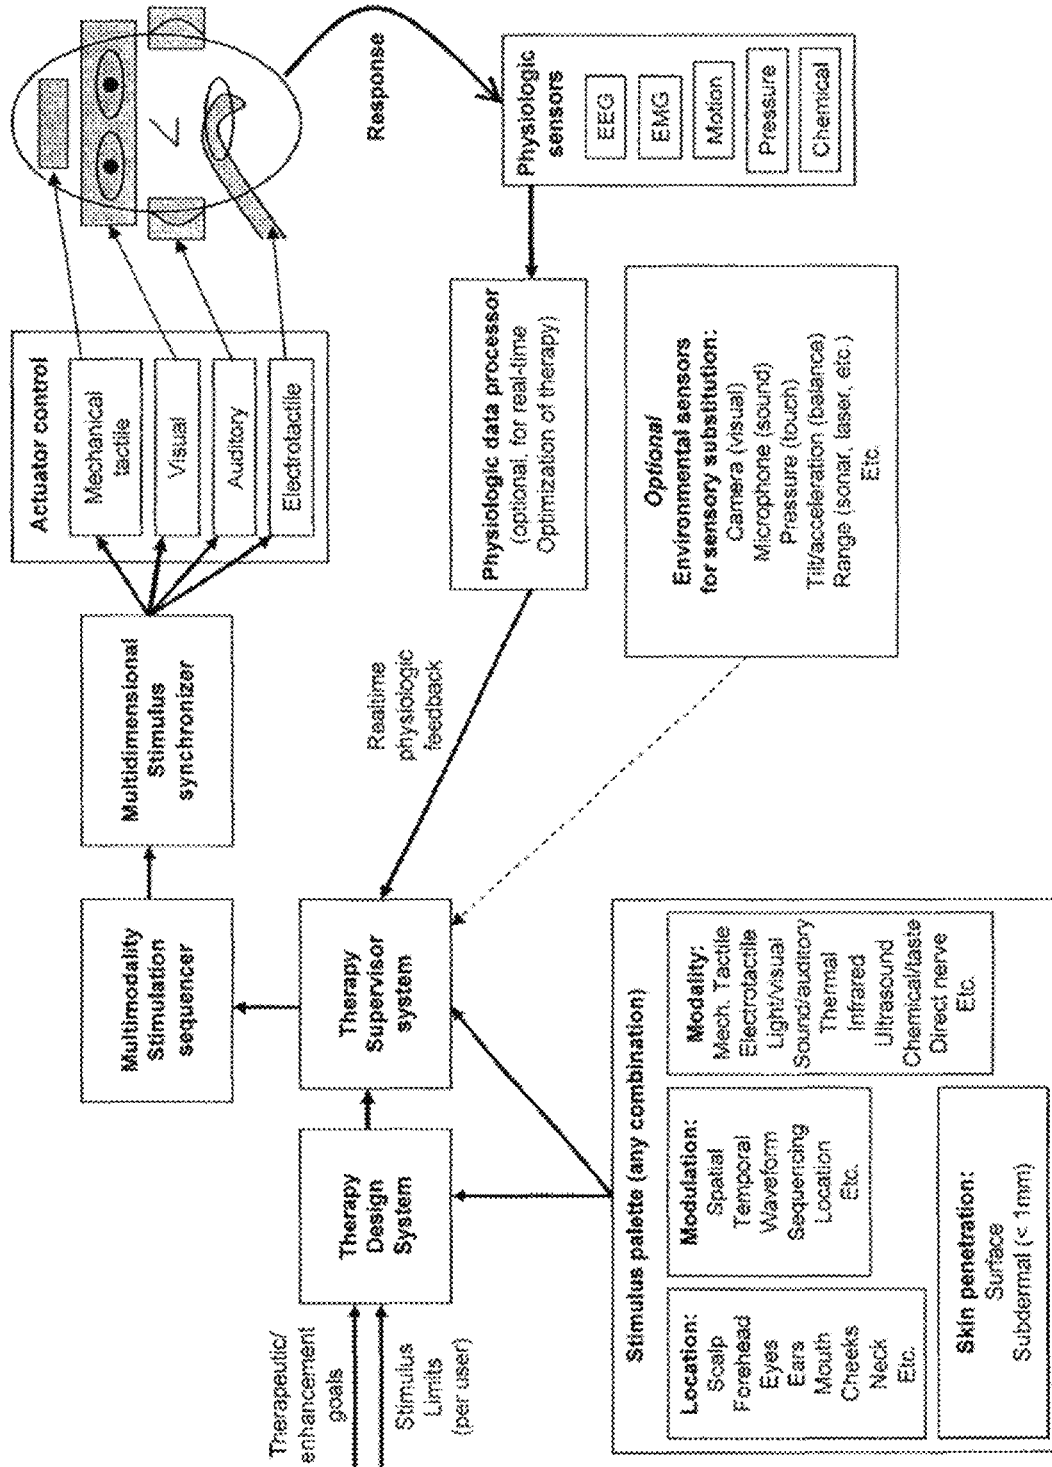 Therapeutic/
enhancement
goals
Stimulus
Limits
(per user)
Therapy
Design
System
Therapy
Supervisor
system
Multimodality
Stimulation
sequencer
Multidimensional
Stimulus
synchronizer
Actuator control
Mechanical
tactile
Visual
Auditory
Electrotactile
Response
Physiologic
sensors
EEG
EMG
Motion
Pressure
Chemical
Physiologic data processor
(optional, for real-time
Optimization of therapy)
Realtime
physiologic
feedback
Optional
Environmental sensors
for sensory substitution:
Camera (visual)
Microphone (sound)
Pressure (touch)
Tilt/acceleration (balance)
Range (sonar, laser, etc.)
Etc.
Stimulus palette (any combination)
Location:
Scalp
Forehead
Eyes
Ears
Mouth
Cheeks
Neck
Etc.
Modulation:
Spatial
Temporal
Waveform
Sequencing
Location
Etc.
Modality:
Mech. Tactile
Electrotactile
Light/visual
Sound/auditory
Thermal
Infrared
Ultrasound
Chemical/taste
Direct nerve
Etc.
Skin penetration:
Surface
Subdermal (< 1mm)